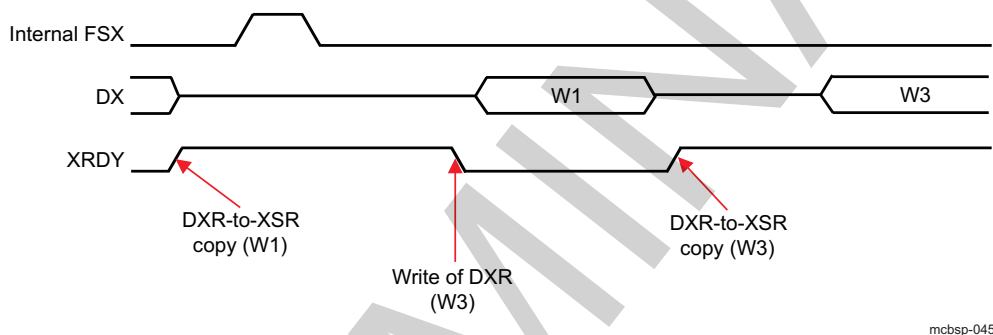 Internal FSX
DX
W1
W3
XRDY
DXR-to-XSR
copy (W1)
Write of DXR
(W3)
DXR-to-XSR
copy (W3)
mcbsp-045